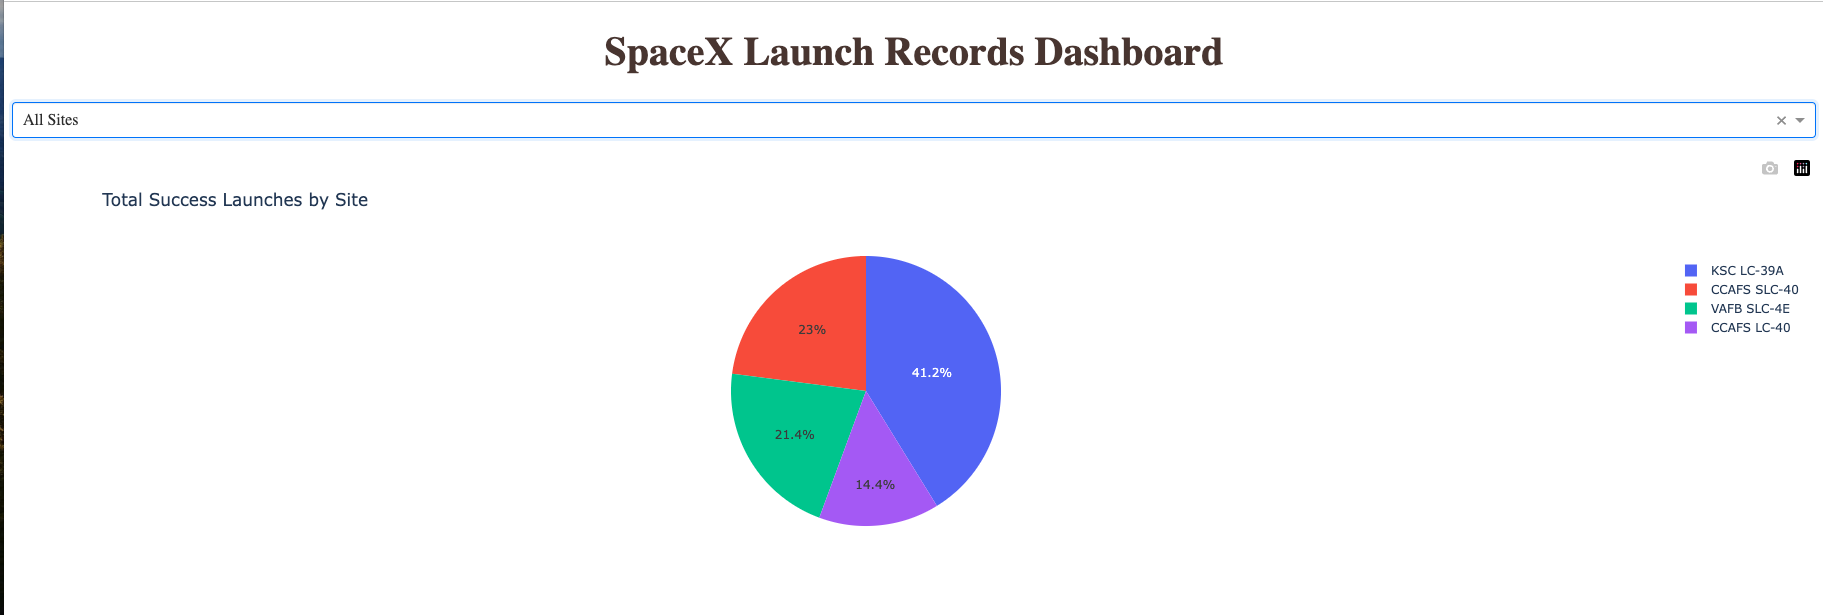 SpaceX Launch Records Dashboard
All Sites
Total Success Launches by Site
KSC LC-39A
CCAFS SLC-40
VAFB SLC-4E
CCAFS LC-40
23%
41.2%
21.4%
14.4%